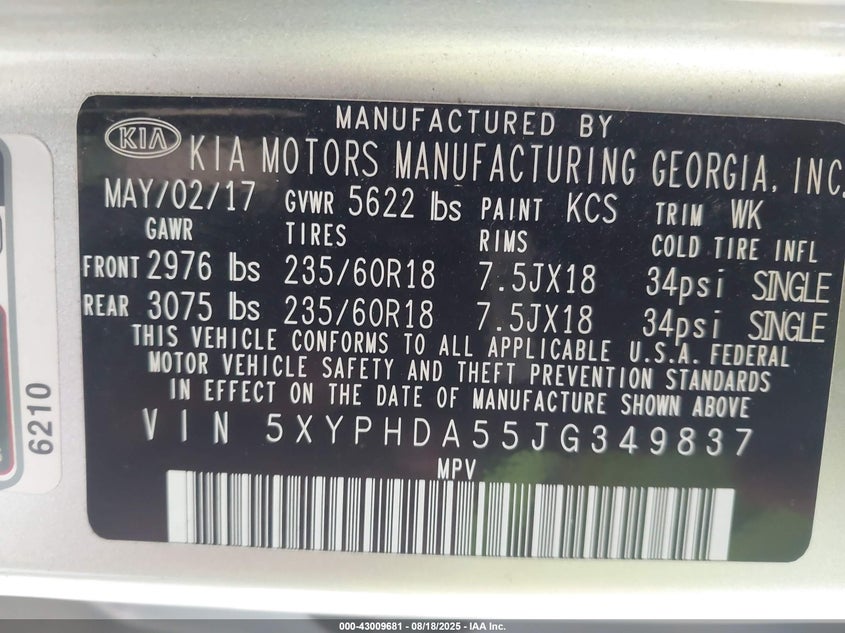 MANUFACTURED BY
KIA KIA MOTORS MANUFACTURING GEORGIA, INC.
MAY/02/17 GVWR 5622 lbs PAINT KCS TRIM WK
GAWR TIRES RIMS COLD TIRE INFL
FRONT 2976 lbs 235/60R18 7.5JX18 34psi SINGLE
REAR 3075 lbs 235/60R18 7.5JX18 34psi SINGLE
THIS VEHICLE CONFORMS TO ALL APPLICABLE U.S.A. FEDERAL
MOTOR VEHICLE SAFETY AND THEFT PREVENTION STANDARDS
IN EFFECT ON THE DATE OF MANUFACTURE SHOWN ABOVE
VIN 5XYPHDA55JG349837
MPV
6210
000-43009681 - 08/18/2025 - IAA Inc.